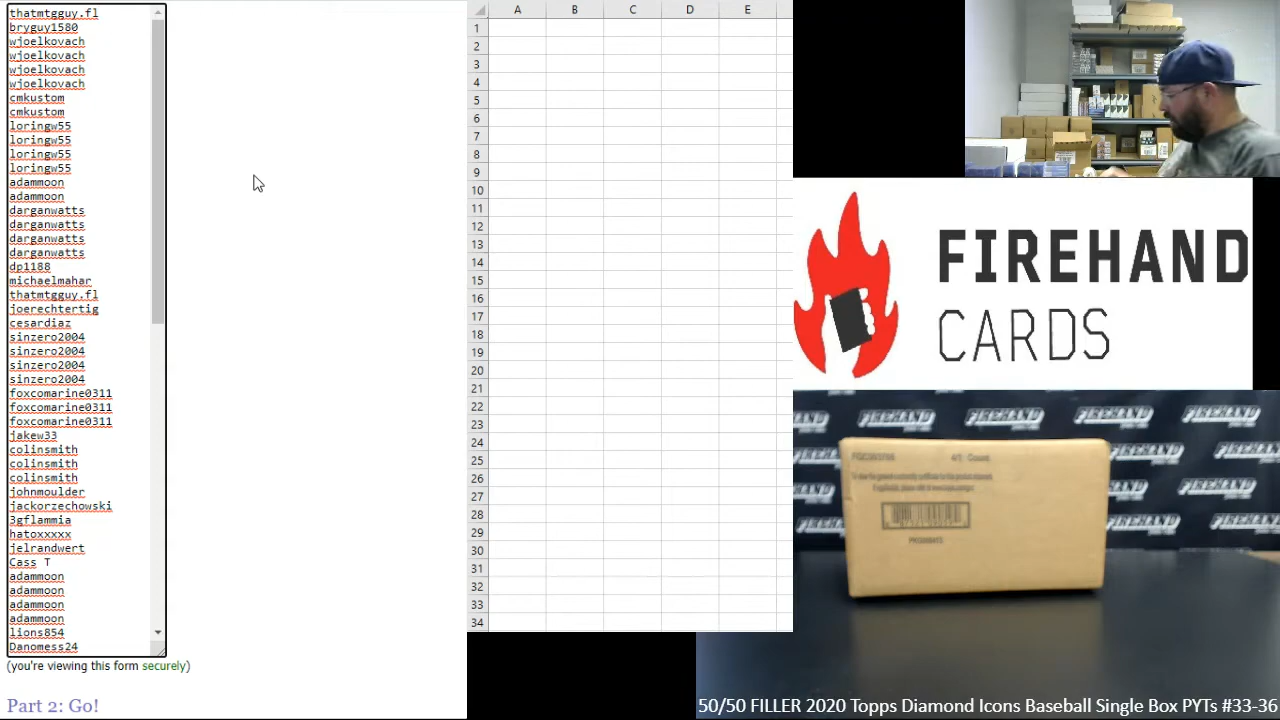 thatmtgguy.fl
bryguy1580
wjoelkovach
wjoelkovach
wjoelkovach
wjoelkovach
cmkustom
cmkustom
loringw55
loringw55
loringw55
loringw55
adammoon
adammoon
darganwatts
darganwatts
darganwatts
darganwatts
dp1188
michaelmahar
thatmtgguy.fl
joerechtertig
cesardiaz
sinzero2004
sinzero2004
sinzero2004
sinzero2004
foxcomarine0311
foxcomarine0311
foxcomarine0311
jakew33
colinsmith
colinsmith
colinsmith
johnmoulder
jackorzechowski
3gflammia
hatoxxxxx
jelrandwert
Cass T
adammoon
adammoon
adammoon
adammoon
lions854
Danomess24
(you're viewing this form securely)
Part 2: Go!
A B C D E
1
2
3
4
5
6
7
8
9
10
11
12
13
14
15
16
17
18
19
20
21
22
23
24
25
26
27
28
29
30
31
32
33
34
FIREHAND
CARDS
FIREHAND FIREHAND FIREHAND
Count
50/50 FILLER 2020 Topps Diamond Icons Baseball Single Box PYTs #33-36